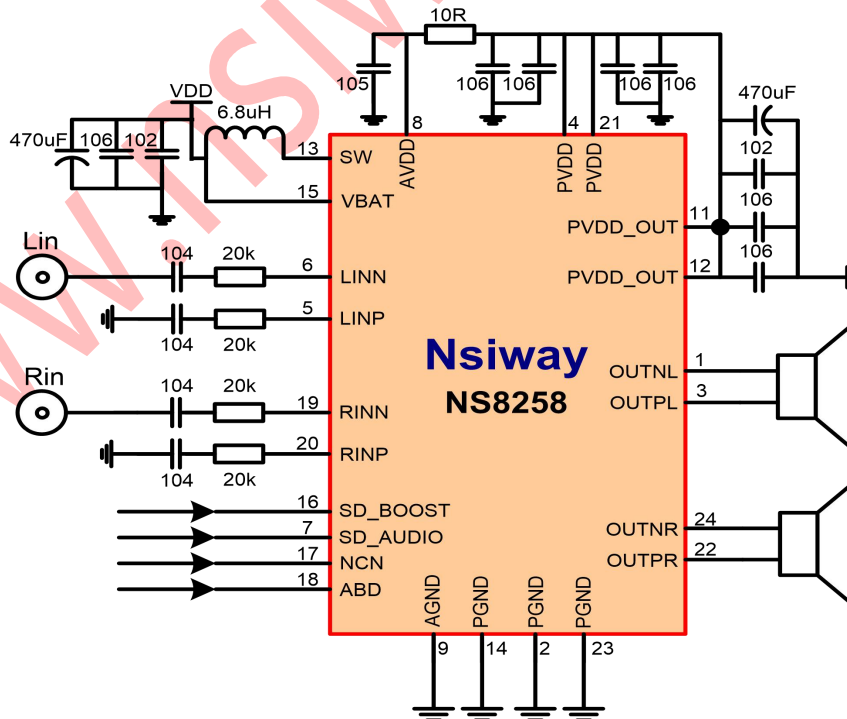 10R
105
106
106
106
106
VDD
6.8uH
470uF
106
102
8
4
21
470uF
102
106
106
13
SW
AVDD
PVDD
PVDD
15
VBAT
11
PVDD_OUT
12
PVDD_OUT
Lin
104
20k
6
LINN
5
LINP
104
20k
Nsiway
NS8258
OUTNL
1
OUTPL
3
Rin
104
20k
19
RINN
20
RINP
104
20k
16
SD_BOOST
7
SD_AUDIO
17
NCN
18
ABD
OUTNR
24
OUTPR
22
AGND
PGND
PGND
PGND
9
14
2
23